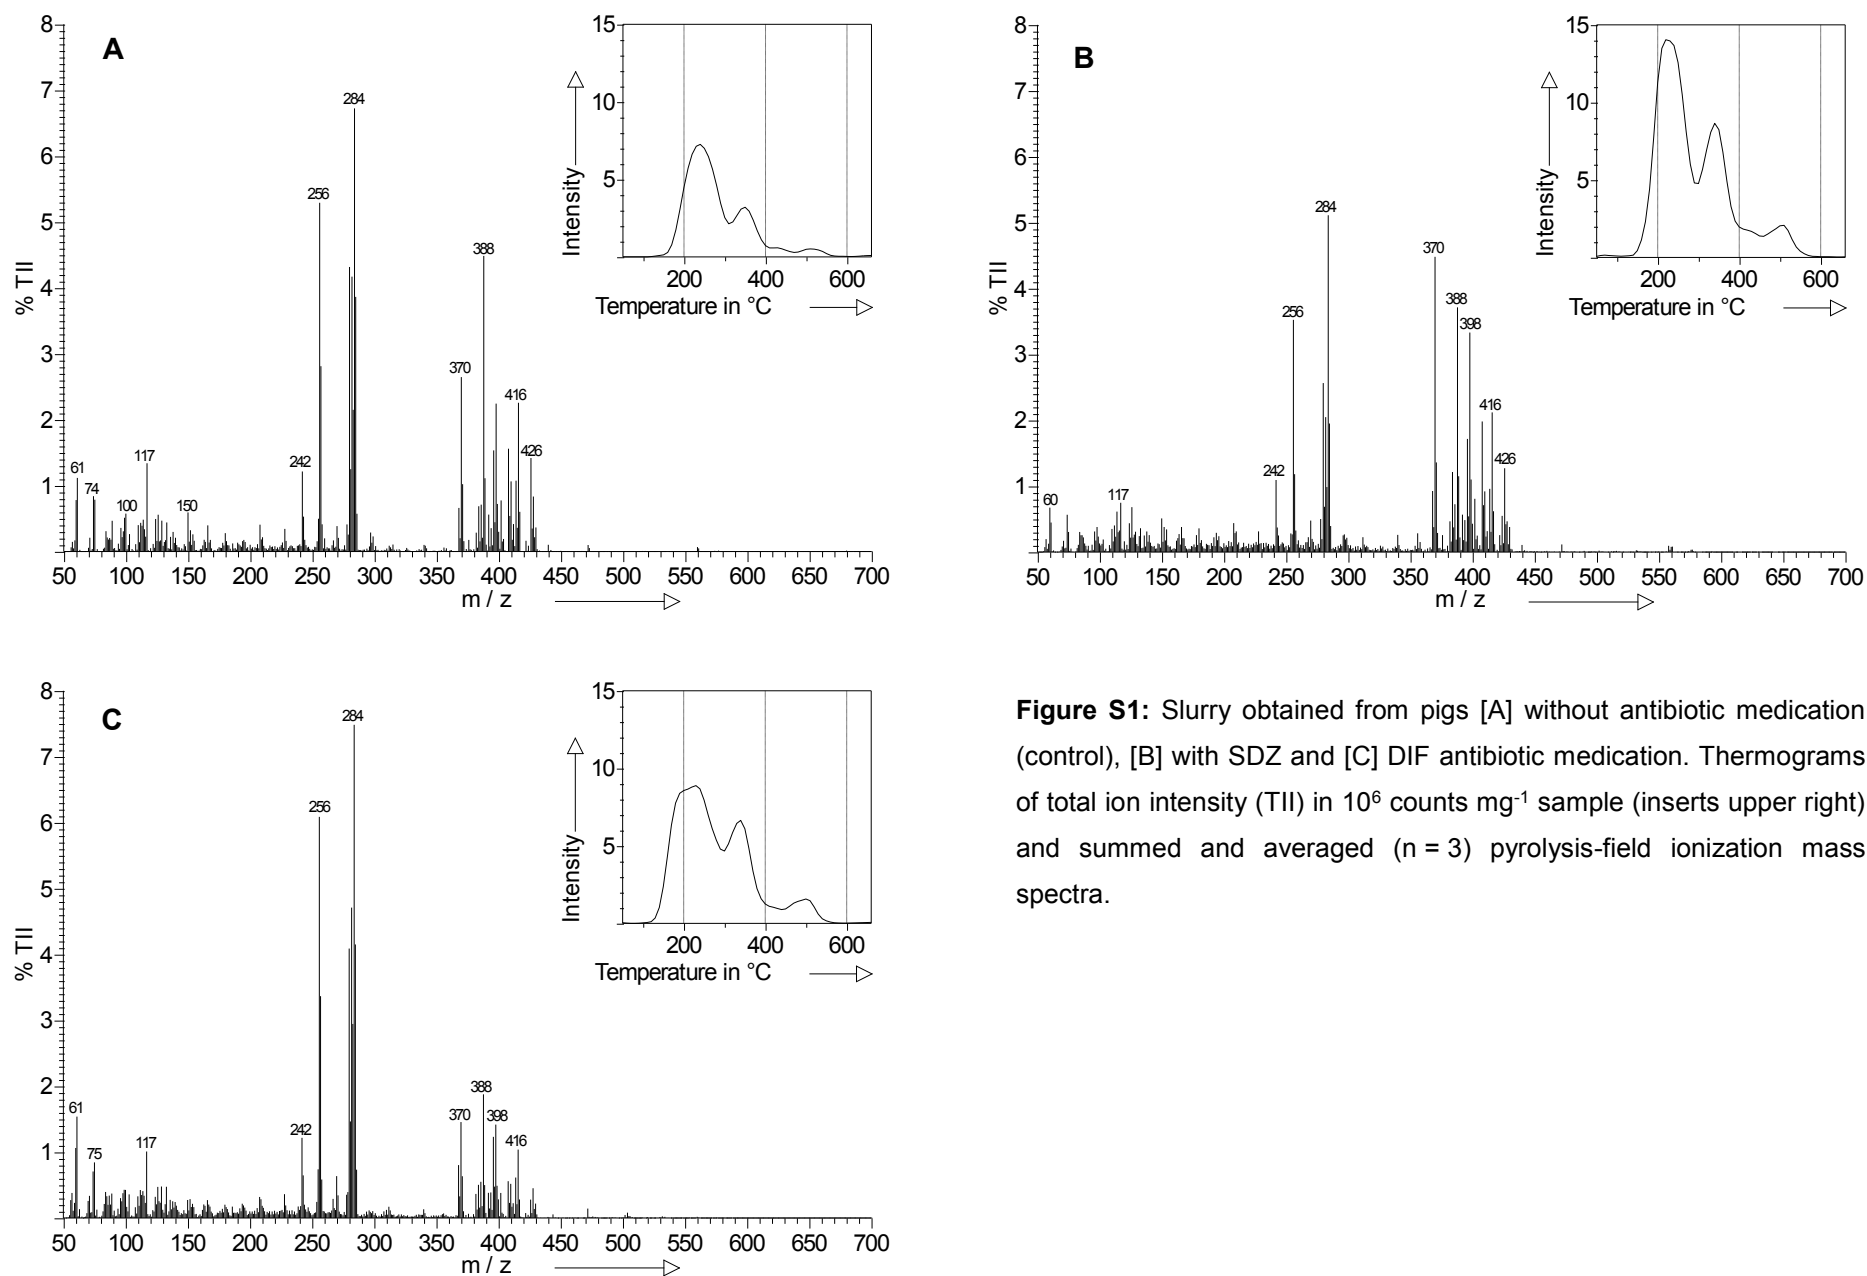 A
8
7
6
5
4
3
2
1
% TII
61
74
100
117
150
242
256
284
370
388
416
426
50 100 150 200 250 300 350 400 450 500 550 600 650 700
m / z
15
10
5
Intensity
200 400 600
Temperature in °C
B
8
7
6
5
4
3
2
1
% TII
60
117
242
256
284
370
388
398
416
426
50 100 150 200 250 300 350 400 450 500 550 600 650 700
m / z
15
10
5
Intensity
200 400 600
Temperature in °C
C
8
7
6
5
4
3
2
1
% TII
61
75
117
242
256
284
370
388
398
416
50 100 150 200 250 300 350 400 450 500 550 600 650 700
m / z
15
10
5
Intensity
200 400 600
Temperature in °C
Figure S1: Slurry obtained from pigs [A] without antibiotic medication
(control), [B] with SDZ and [C] DIF antibiotic medication. Thermograms
of total ion intensity (TII) in 10⁶ counts mg⁻¹ sample (inserts upper right)
and summed and averaged (n = 3) pyrolysis-field ionization mass
spectra.